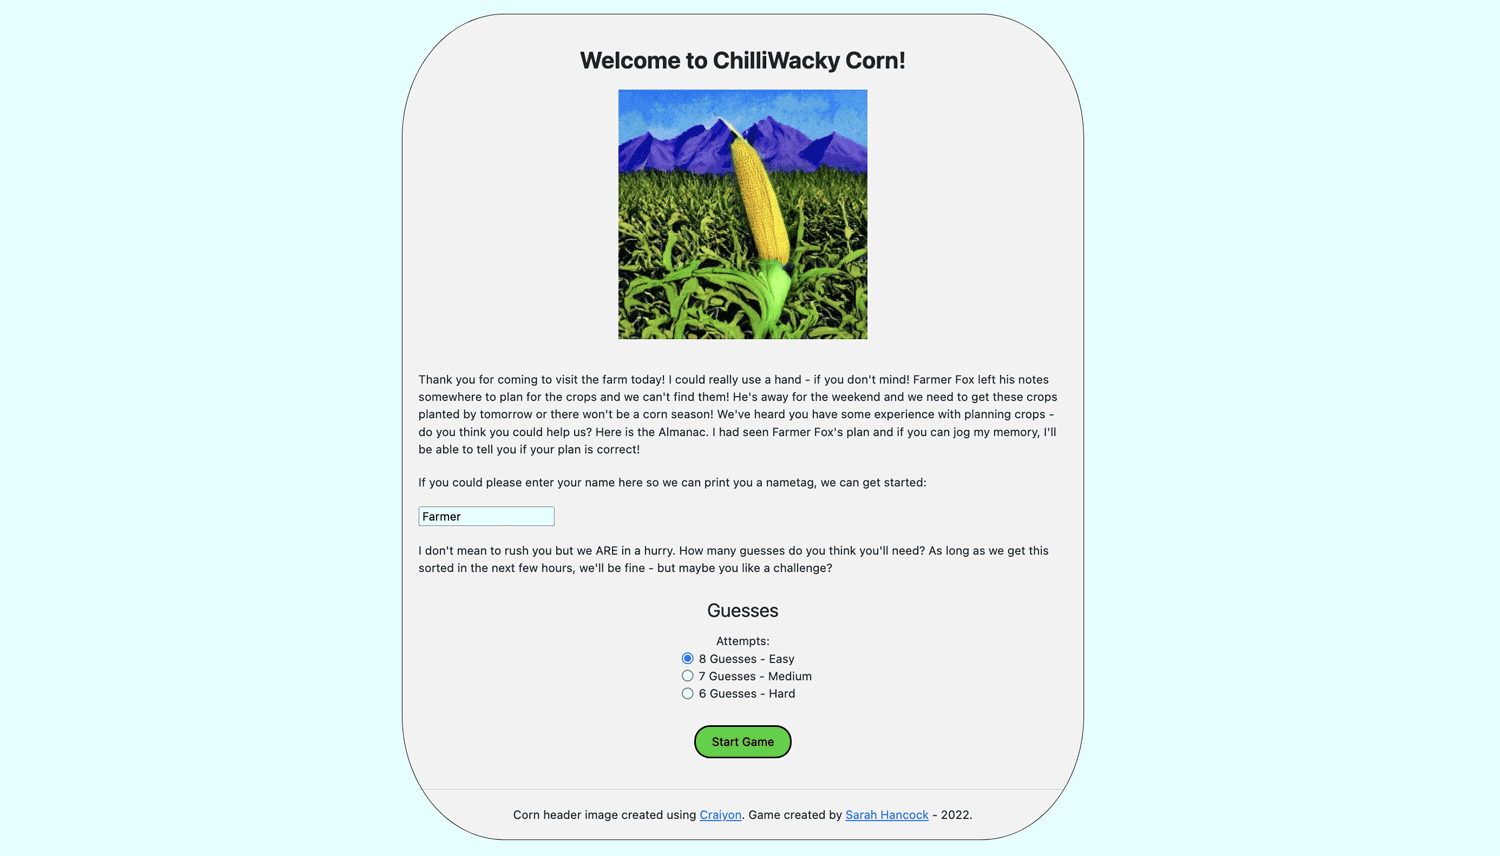 Welcome to ChilliWacky Corn!
Thank you for coming to visit the farm today! I could really use a hand - if you don't mind! Farmer Fox left his notes
somewhere to plan for the crops and we can't find them! He's away for the weekend and we need to get these crops
planted by tomorrow or there won't be a corn season! We've heard you have some experience with planning crops -
do you think you could help us? Here is the Almanac. I had seen Farmer Fox's plan and if you can jog my memory, I'll
be able to tell you if your plan is correct!
If you could please enter your name here so we can print you a nametag, we can get started:
Farmer
I don't mean to rush you but we ARE in a hurry. How many guesses do you think you'll need? As long as we get this
sorted in the next few hours, we'll be fine - but maybe you like a challenge?
Guesses
Attempts:
8 Guesses - Easy
7 Guesses - Medium
6 Guesses - Hard
Start Game
Corn header image created using Craiyon. Game created by Sarah Hancock - 2022.